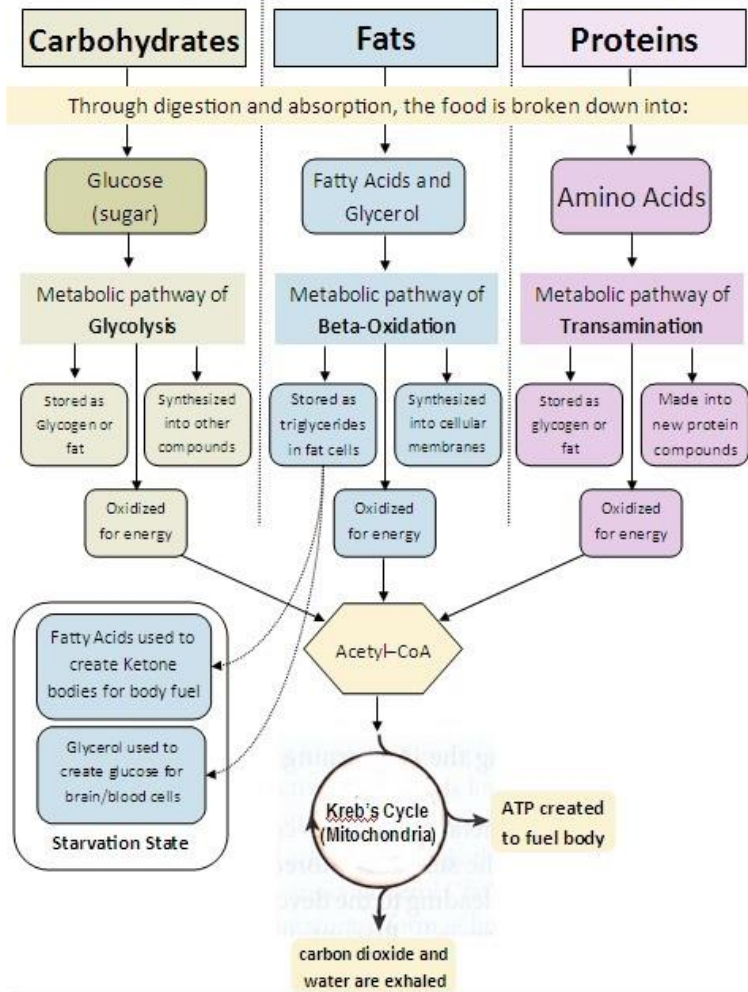 Carbohydrates
Fats
Proteins
Through digestion and absorption, the food is broken down into:
Glucose
(sugar)
Fatty Acids and
Glycerol
Amino Acids
Metabolic pathway of
Glycolysis
Metabolic pathway of
Beta-Oxidation
Metabolic pathway of
Transamination
Stored as
Glycogen or
fat
Synthesized
into other
compounds
Stored as
triglycerides
in fat cells
Synthesized
into cellular
membranes
Stored as
glycogen or
fat
Made into
new protein
compounds
Oxidized
for energy
Oxidized
for energy
Oxidized
for energy
Fatty Acids used to
create Ketone
bodies for body fuel
Glycerol used to
create glucose for
brain/blood cells
Starvation State
Acetyl-CoA
Kreb's Cycle
(Mitochondria)
ATP created
to fuel body
carbon dioxide and
water are exhaled